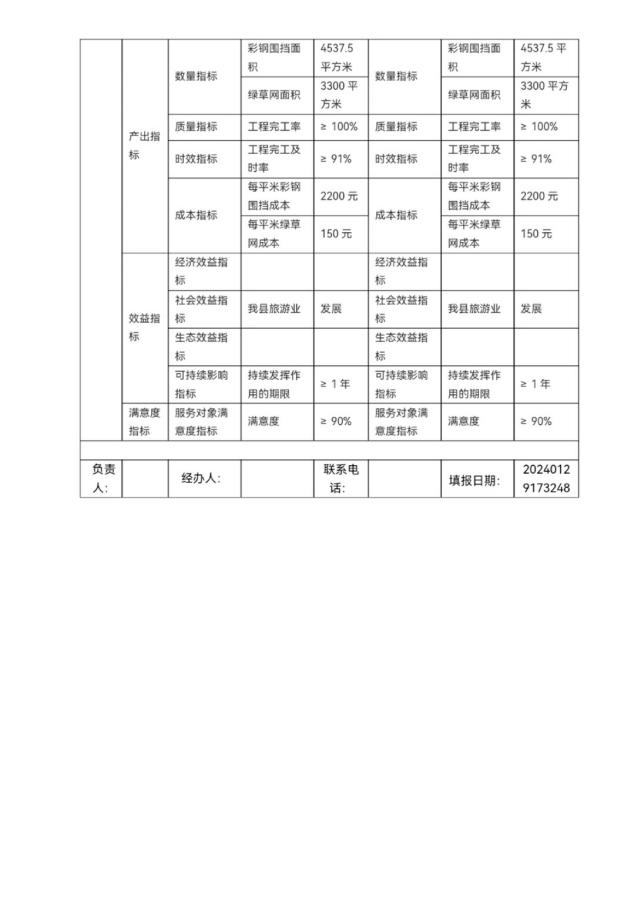 产出指标
数量指标
彩钢围挡面积
4537.5
平方米
数量指标
彩钢围挡面积
4537.5 平方米
绿草网面积
3300 平方米
绿草网面积
3300 平方米
质量指标
工程完工率
≥ 100%
质量指标
工程完工率
≥ 100%
时效指标
工程完工及时率
≥ 91%
时效指标
工程完工及时率
≥ 91%
成本指标
每平米彩钢围挡成本
2200 元
成本指标
每平米彩钢围挡成本
2200 元
每平米绿草网成本
150 元
每平米绿草网成本
150 元
效益指标
经济效益指标
经济效益指标
社会效益指标
我县旅游业
发展
社会效益指标
我县旅游业
发展
生态效益指标
生态效益指标
可持续影响指标
持续发挥作用的期限
≥ 1 年
可持续影响指标
持续发挥作用的期限
≥ 1 年
满意度指标
服务对象满意度指标
满意度
≥ 90%
服务对象满意度指标
满意度
≥ 90%
负责人：
经办人：
联系电话：
填报日期：
2024012
9173248